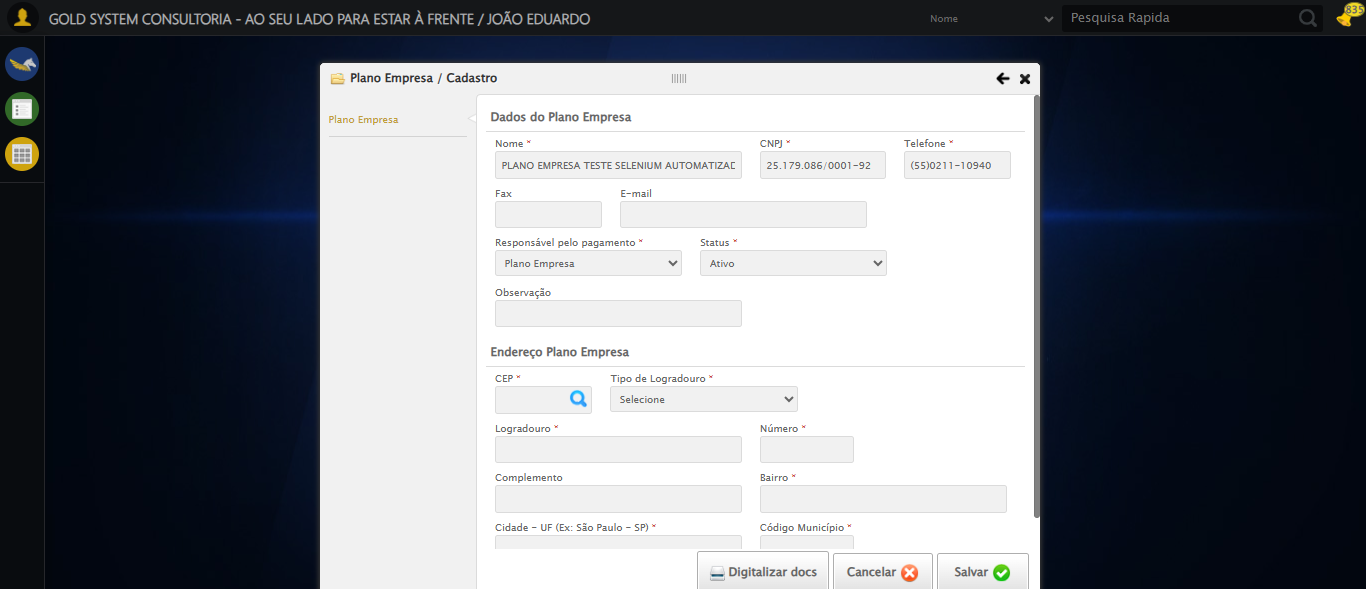 GOLD SYSTEM CONSULTORIA - AO SEU LADO PARA ESTAR À FRENTE / JOÃO EDUARDO
Nome
Pesquisa Rapida
835
Plano Empresa / Cadastro
Plano Empresa
Dados do Plano Empresa
Nome *
CNPJ *
Telefone *
PLANO EMPRESA TESTE SELENIUM AUTOMATIZAD
25.179.086/0001-92
(55)0211-10940
Fax
E-mail
Responsável pelo pagamento *
Status *
Plano Empresa
Ativo
Observação
Endereço Plano Empresa
CEP *
Tipo de Logradouro *
Selecione
Logradouro *
Número *
Complemento
Bairro *
Cidade - UF (Ex: São Paulo - SP) *
Código Município *
Digitalizar docs
Cancelar
Salvar